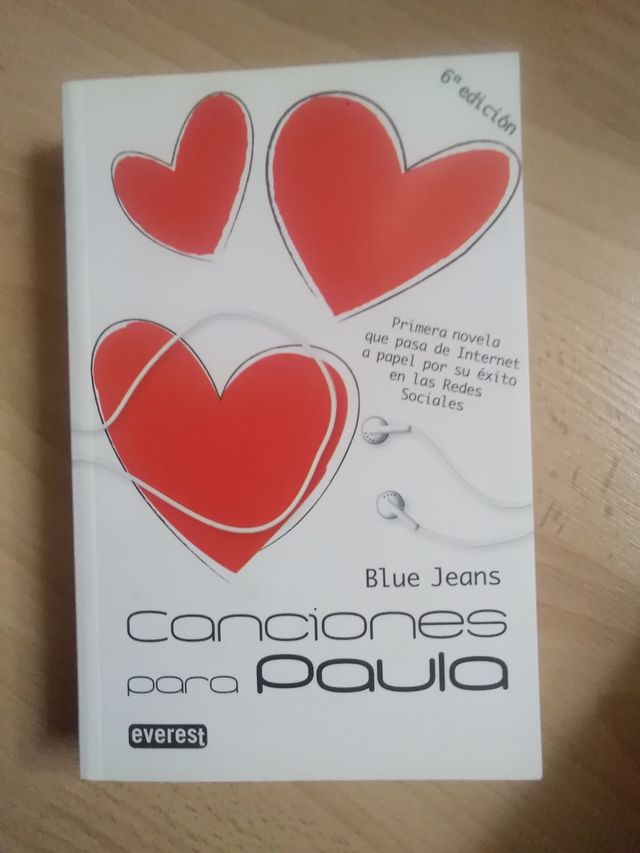 6ª edición
Primera novela
que pasa de Internet
a papel por su éxito
en las Redes
Sociales
Blue Jeans
Canciones
para Paula
everest